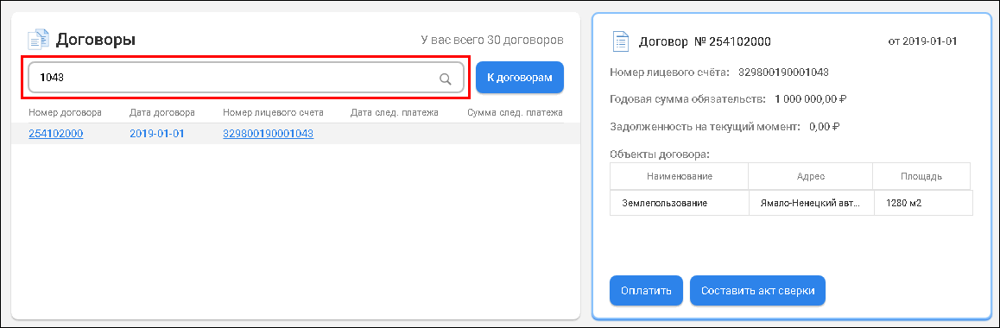 Договоры
У вас всего 30 договоров
1043
К договорам
Номер договора Дата договора Номер лицевого счета Дата след. платежа Сумма след. платежа
254102000 2019-01-01 329800190001043
Договор № 254102000 от 2019-01-01
Номер лицевого счёта: 329800190001043
Годовая сумма обязательств: 1 000 000,00 ₽
Задолженность на текущий момент: 0,00 ₽
Объекты договора:
Наименование Адрес Площадь
Землепользование Ямало-Ненецкий авт... 1280 м2
Оплатить Составить акт сверки